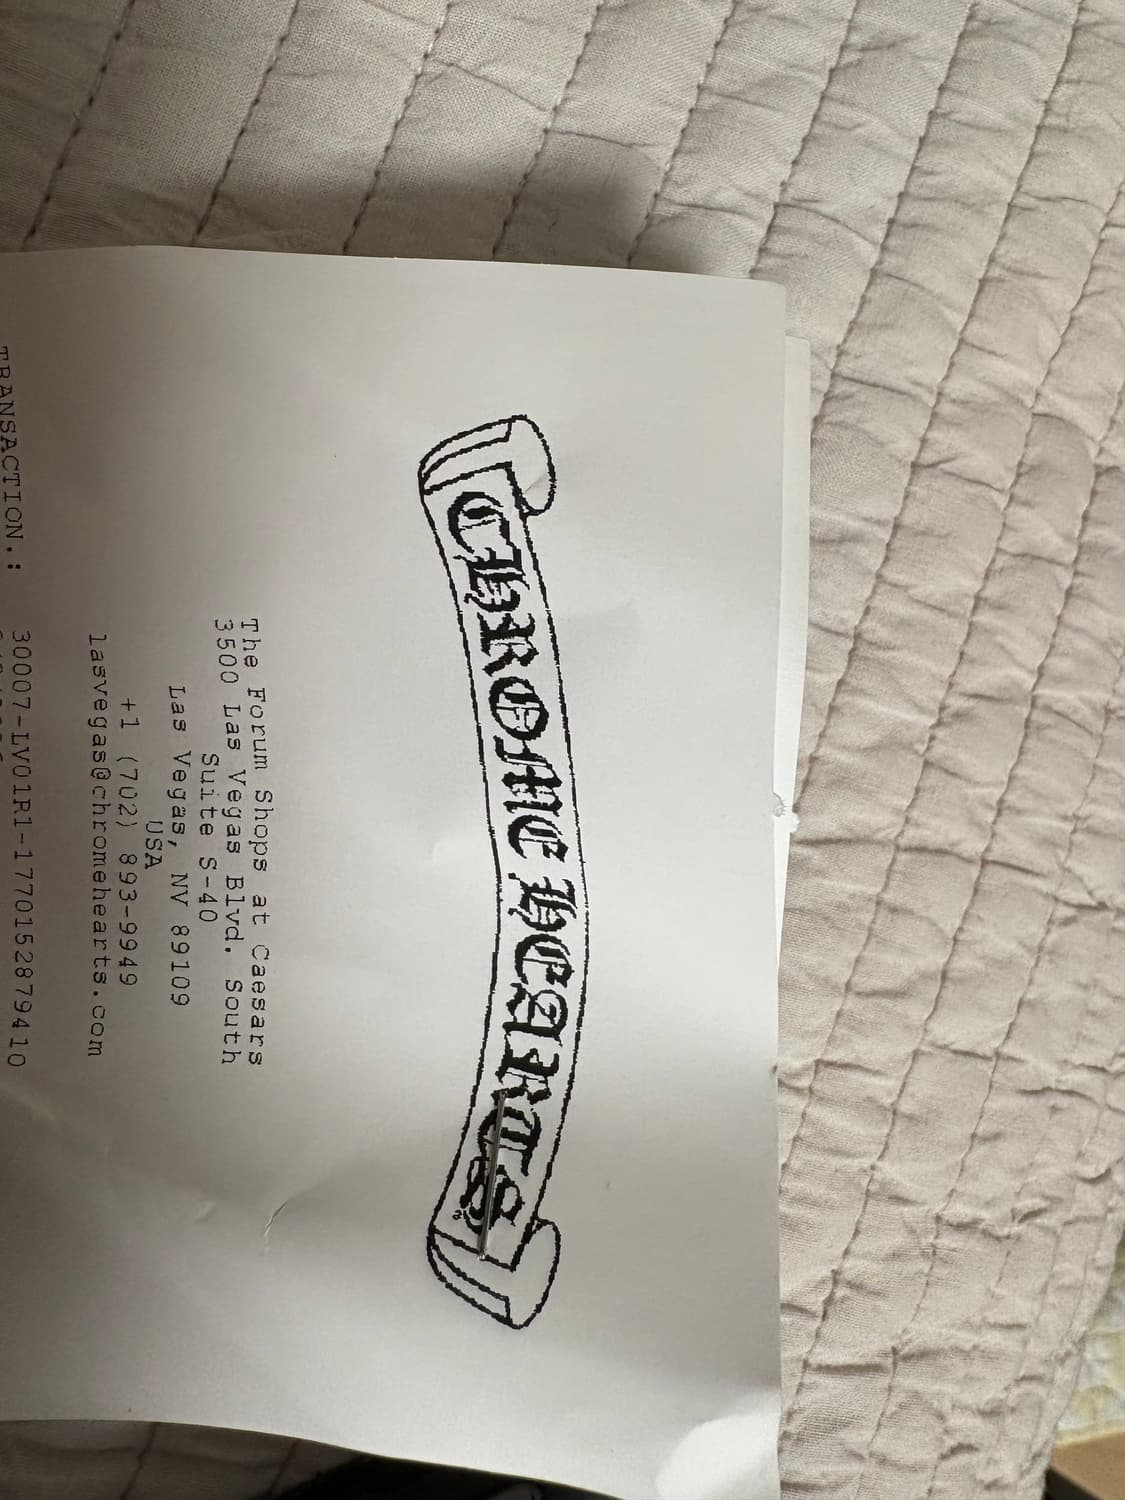 CHROME HEARTS
The Forum Shops at Caesars
3500 Las Vegas Blvd. South
Suite S-40
Las Vegas, NV 89109
USA
+1 (702) 893-9949
lasvegas@chromehearts.com
TRANSACTION.: 30007-LV01R1-1770152879410